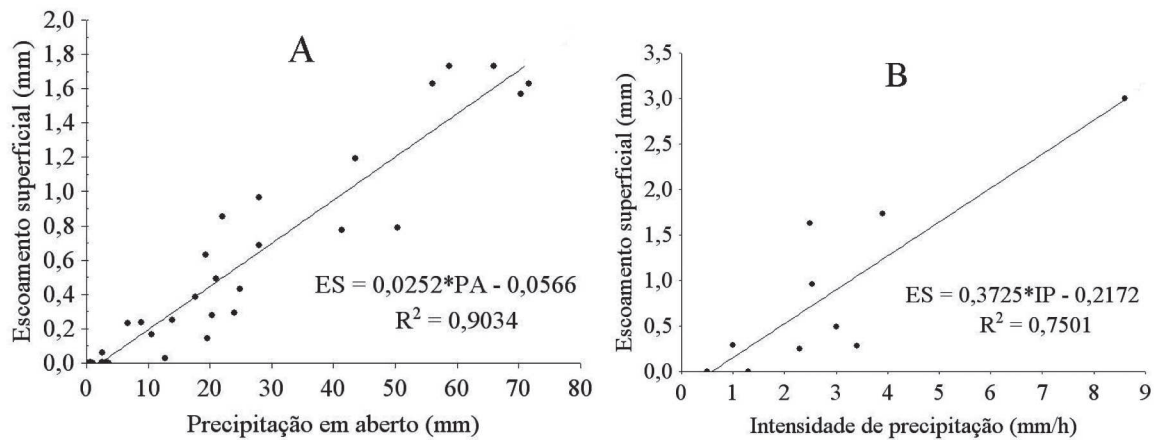 A
Escoamento superficial (mm)
2,0
1,8
1,6
1,4
1,2
1,0
0,8
0,6
0,4
0,2
0,0
ES = 0,0252*PA - 0,0566
R² = 0,9034
0 10 20 30 40 50 60 70 80
Precipitação em aberto (mm)
B
Escoamento superficial (mm)
3,5
3,0
2,5
2,0
1,5
1,0
0,5
0,0
ES = 0,3725*IP - 0,2172
R² = 0,7501
0 1 2 3 4 5 6 7 8 9
Intensidade de precipitação (mm/h)